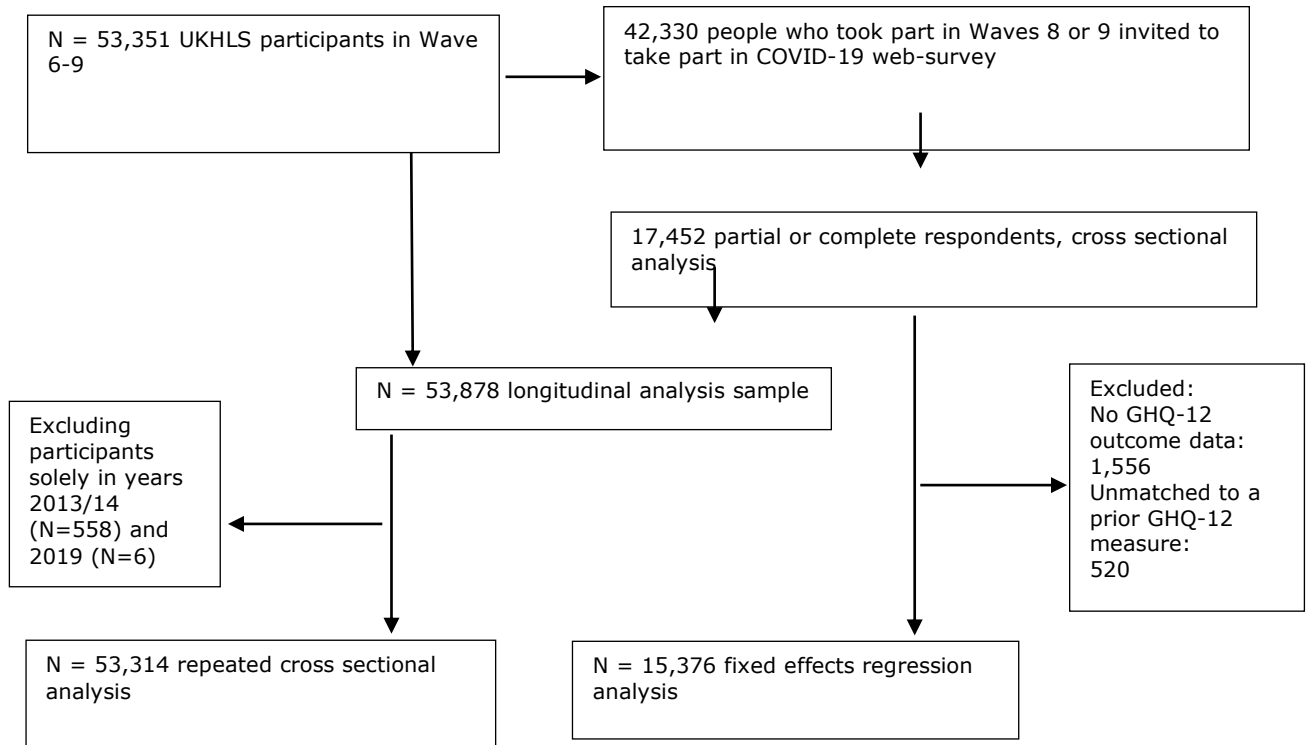 N = 53,351 UKHLS participants in Wave
6-9
42,330 people who took part in Waves 8 or 9 invited to
take part in COVID-19 web-survey
17,452 partial or complete respondents, cross sectional
analysis
N = 53,878 longitudinal analysis sample
Excluding
participants
solely in years
2013/14
(N=558) and
2019 (N=6)
Excluded:
No GHQ-12
outcome data:
1,556
Unmatched to a
prior GHQ-12
measure:
520
N = 53,314 repeated cross sectional
analysis
N = 15,376 fixed effects regression
analysis